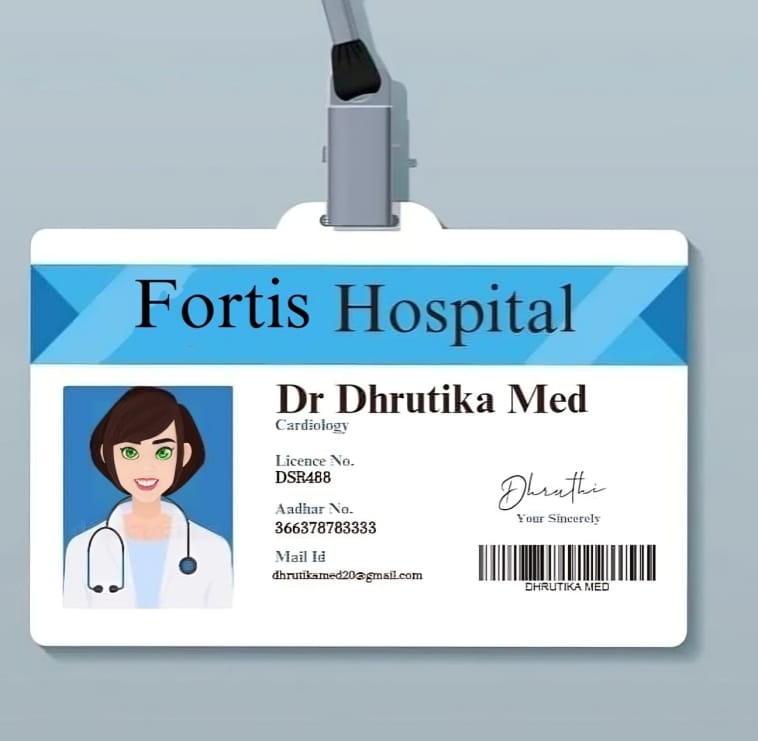 Fortis Hospital
Dr Dhrutika Med
Cardiology
Licence No.
DSR488
Aadhar No.
366378783333
Mail Id
dhrutikamed20@gmail.com
Dhruthi
Your Sincerely
DHRUTIKA MED